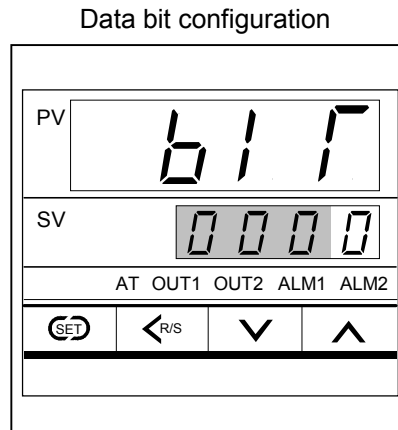 Data bit configuration
PV bIT
SV 0000
AT OUT1 OUT2 ALM1 ALM2
SET R/S